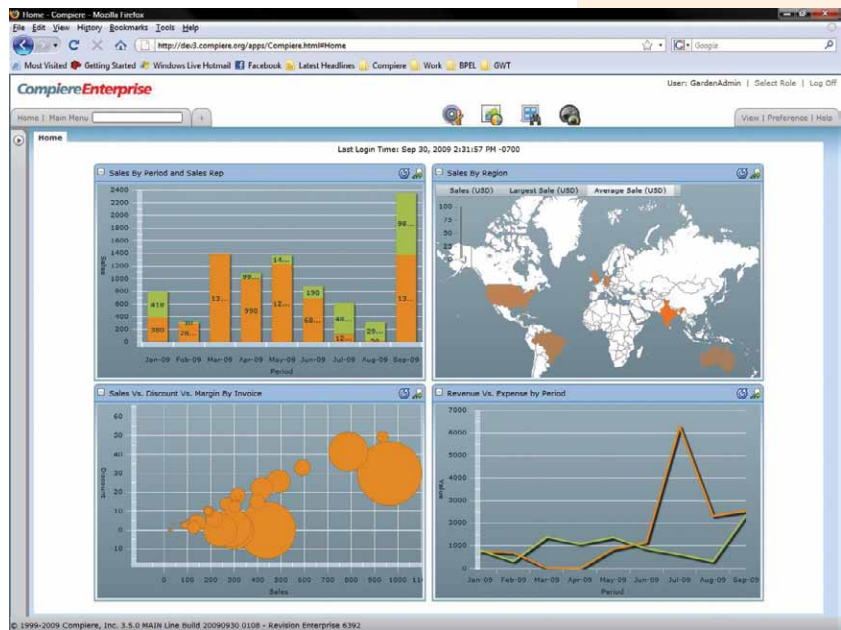 Home - Compiere - Mozilla Firefox
File Edit View History Bookmarks Tools Help
http://dev3.compiere.org/apps/Compiere.html#Home
Google
Most Visited Getting Started Windows Live Hotmail Facebook Latest Headlines Compiere Work BPEL GWT
CompiereEnterprise
User: GardenAdmin | Select Role | Log Off
Home | Main Menu
View | Preference | Help
Home
Last Login Time: Sep 30, 2009 2:31:57 PM -0700
Sales By Period and Sales Rep
2400
2200
2000
1800
1600
1400
1200
1000
800
600
400
200
0
Sales
418
380
13...
99...
990
14...
12...
190
68...
12...
29...
98...
13...
Jan-09 Feb-09 Mar-09 Apr-09 May-09 Jun-09 Jul-09 Aug-09 Sep-09
Period
Sales By Region
Sales (USD) Largest Sale (USD) Average Sale (USD)
100
75
50
25
Sales Vs. Discount Vs. Margin By Invoice
60
50
40
30
20
10
0
-10
Discount
0 100 200 300 400 500 600 700 800 900 1000
Sales
Revenue Vs. Expense by Period
7000
6000
5000
4000
3000
2000
1000
0
Value
Jan-09 Feb-09 Mar-09 Apr-09 May-09 Jun-09 Jul-09 Aug-09 Sep-09
Period
© 1999-2009 Compiere, Inc. 3.5.0 MAIN Line Build 20090930 0108 - Revision Enterprise 6392